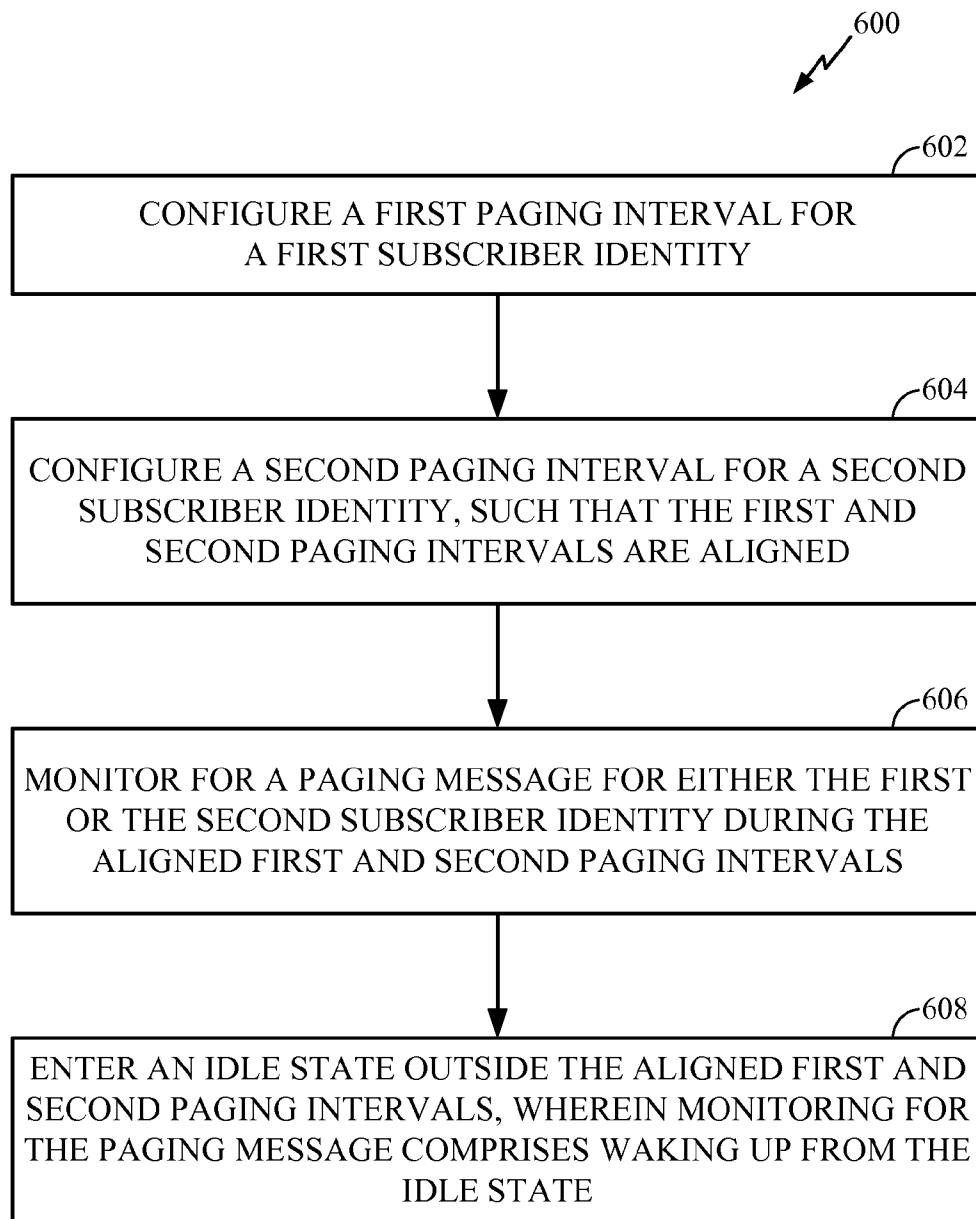 600
602
CONFIGURE A FIRST PAGING INTERVAL FOR
A FIRST SUBSCRIBER IDENTITY
604
CONFIGURE A SECOND PAGING INTERVAL FOR A SECOND
SUBSCRIBER IDENTITY, SUCH THAT THE FIRST AND
SECOND PAGING INTERVALS ARE ALIGNED
606
MONITOR FOR A PAGING MESSAGE FOR EITHER THE FIRST
OR THE SECOND SUBSCRIBER IDENTITY DURING THE
ALIGNED FIRST AND SECOND PAGING INTERVALS
608
ENTER AN IDLE STATE OUTSIDE THE ALIGNED FIRST AND
SECOND PAGING INTERVALS, WHEREIN MONITORING FOR
THE PAGING MESSAGE COMPRISES WAKING UP FROM THE
IDLE STATE